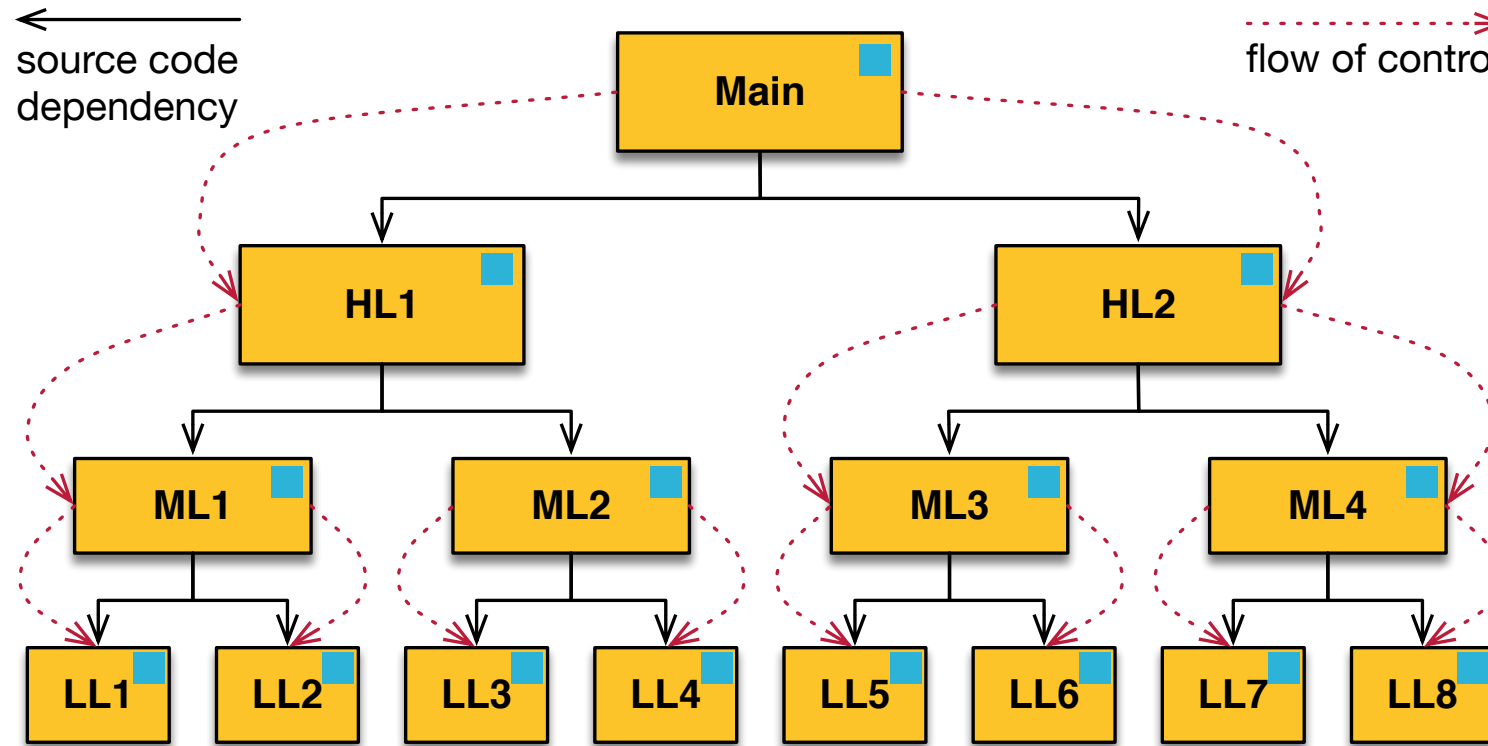 source code
dependency
flow of control
Main
HL1
HL2
ML1
ML2
ML3
ML4
LL1
LL2
LL3
LL4
LL5
LL6
LL7
LL8